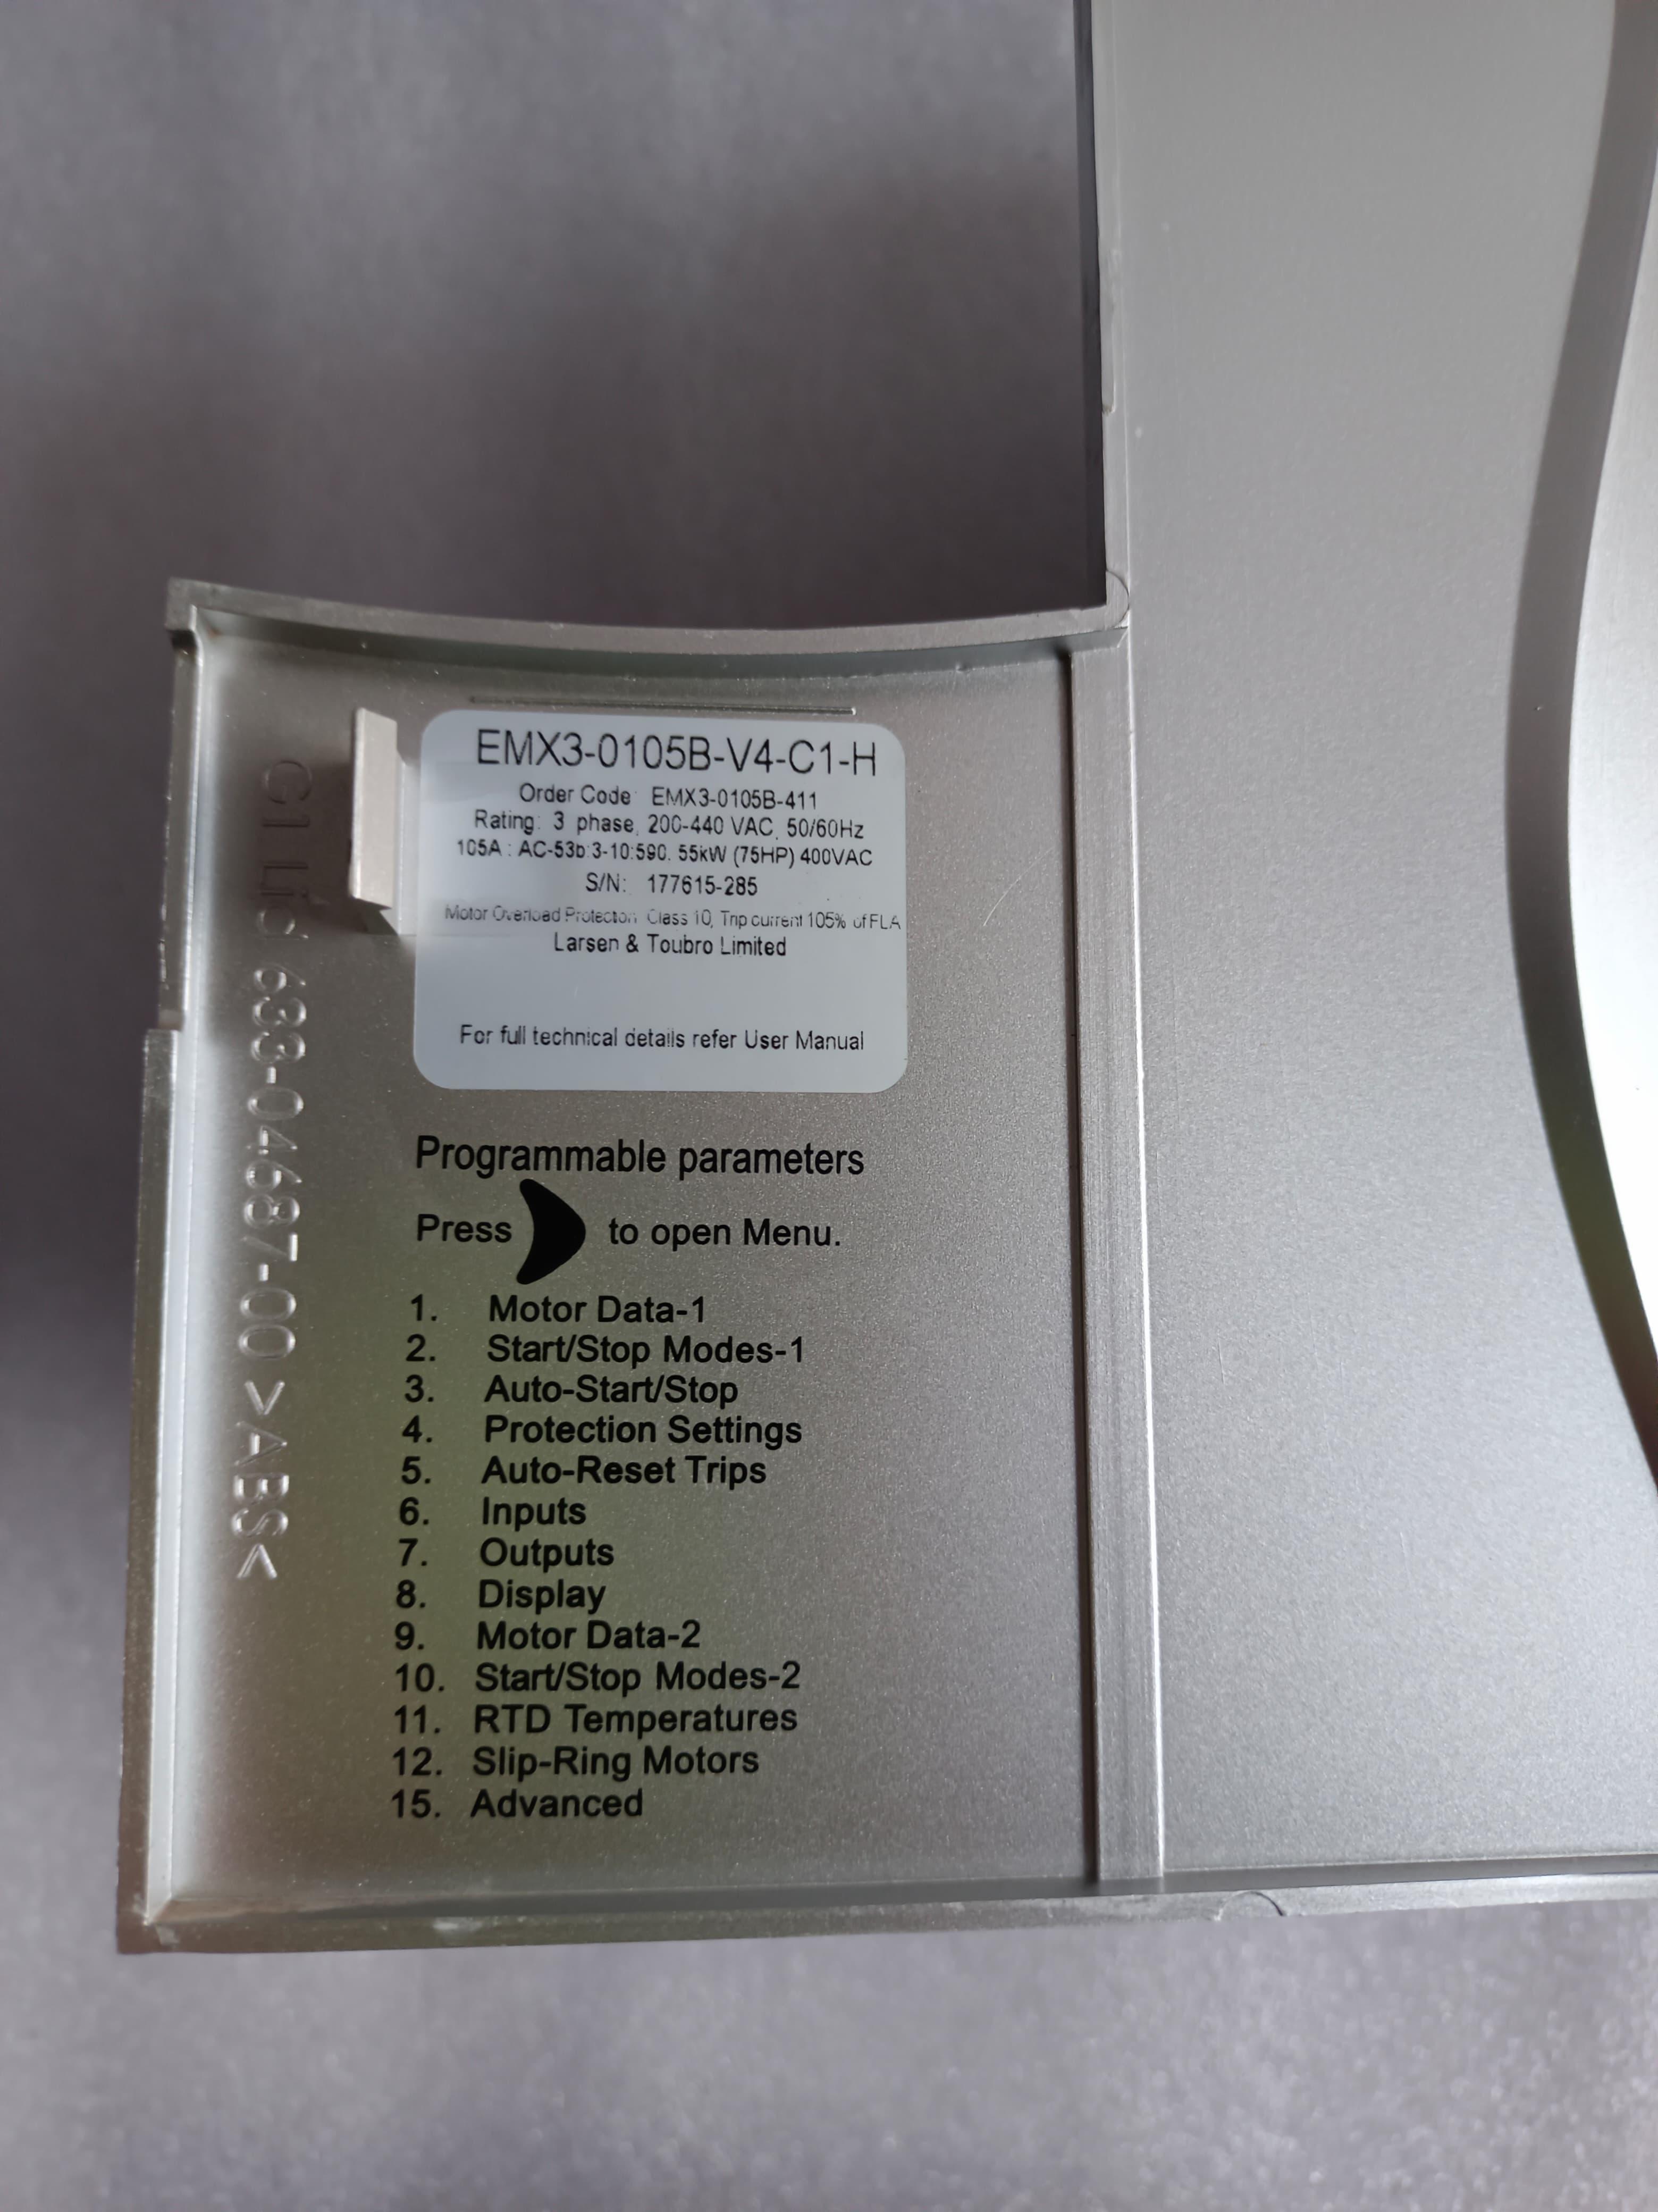 EMX3-0105B-V4-C1-H
Order Code: EMX3-0105B-411
Rating: 3 phase, 200-440 VAC, 50/60Hz
105A : AC-53b:3-10:590. 55kW (75HP) 400VAC
S/N: 177615-285
Motor Overload Protection: Class 10, Trip current 105% of FLA
Larsen & Toubro Limited
For full technical details refer User Manual
G1 Lid 633-04687-00 >ABS<
Programmable parameters
Press to open Menu.
1. Motor Data-1
2. Start/Stop Modes-1
3. Auto-Start/Stop
4. Protection Settings
5. Auto-Reset Trips
6. Inputs
7. Outputs
8. Display
9. Motor Data-2
10. Start/Stop Modes-2
11. RTD Temperatures
12. Slip-Ring Motors
15. Advanced